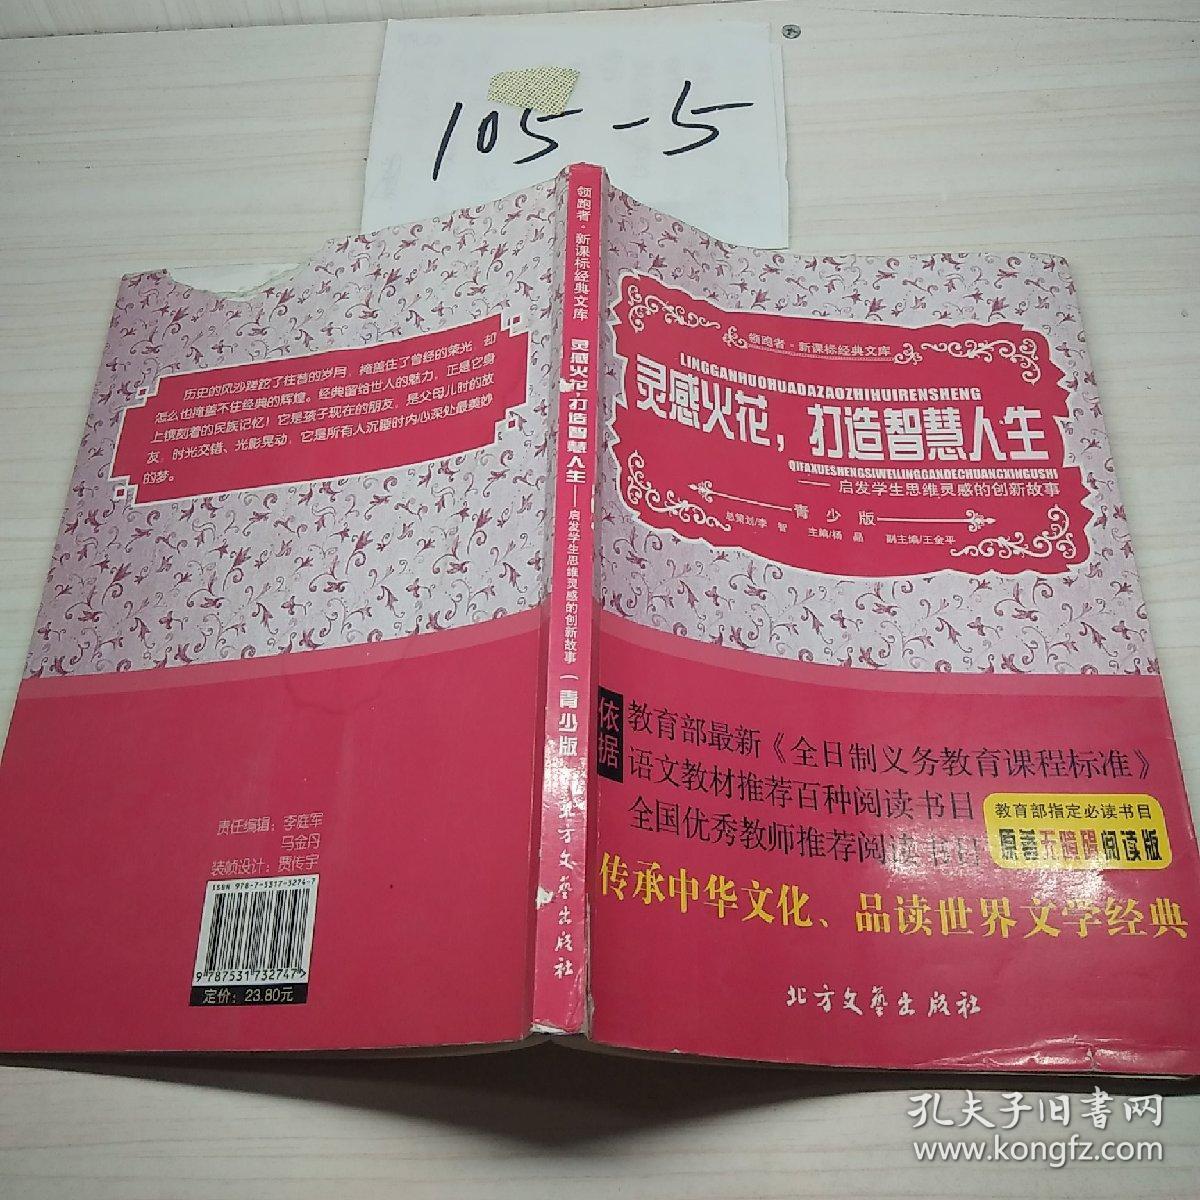 105-5
领跑者·新课标经典文库
灵感火花，打造智慧人生——启发学生思维灵感的创新故事（青少版
北方文艺出版社
历史的风沙蹉跎了往昔的岁月，掩盖住了曾经的荣光，却
怎么也掩盖不住经典的辉煌。经典留给世人的魅力，正是它身
上镌刻着的民族记忆！它是孩子现在的朋友，是父母儿时的故
友，时光交错、光影晃动，它是所有人沉睡时内心深处最美妙
的梦。
责任编辑：李庭军
马金丹
装帧设计：贾传宇
ISBN 978-7-5317-3274-7
9 787531 732747 >
定价：23.80元
领跑者·新课标经典文库
LINGGANHUOHUADAZAOZHIHUIRENSHENG
灵感火花，打造智慧人生
QIFAXUESHENGSIWEILINGGANDECHUANGXINGUSHI
——启发学生思维灵感的创新故事
青少版
总策划/李 智 主编/杨 晶 副主编/王金平
依据
教育部最新《全日制义务教育课程标准》
语文教材推荐百种阅读书目
全国优秀教师推荐阅读书目
教育部指定必读书目
原著无障碍阅读版
传承中华文化、品读世界文学经典
北方文艺出版社
孔夫子旧书网
www.kongfz.com